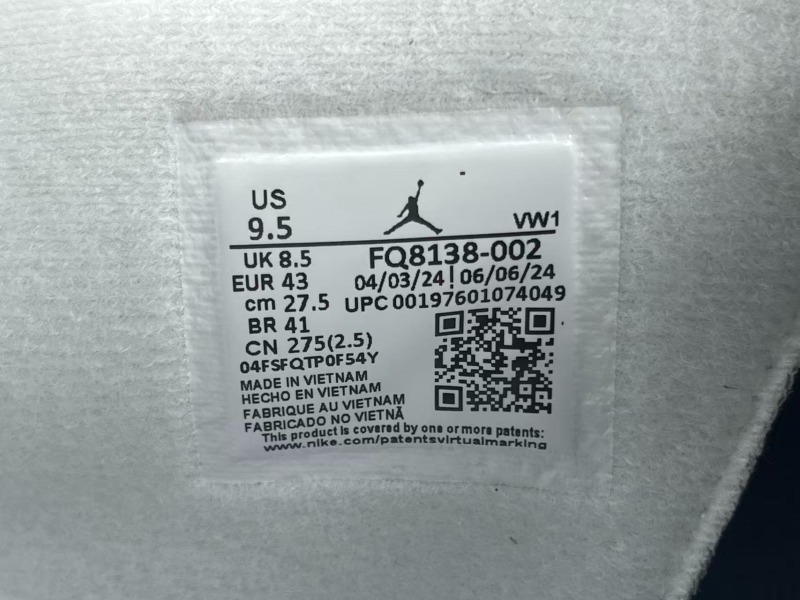 US
9.5
VW1
UK 8.5
FQ8138-002
EUR 43
04/03/24 | 06/06/24
cm 27.5
UPC 00197601074049
BR 41
CN 275(2.5)
04FSFQTP0F54Y
MADE IN VIETNAM
HECHO EN VIETNAM
FABRIQUE AU VIETNAM
FABRICADO NO VIETNÃ
This product is covered by one or more patents:
www.nike.com/patentsvirtualmarking